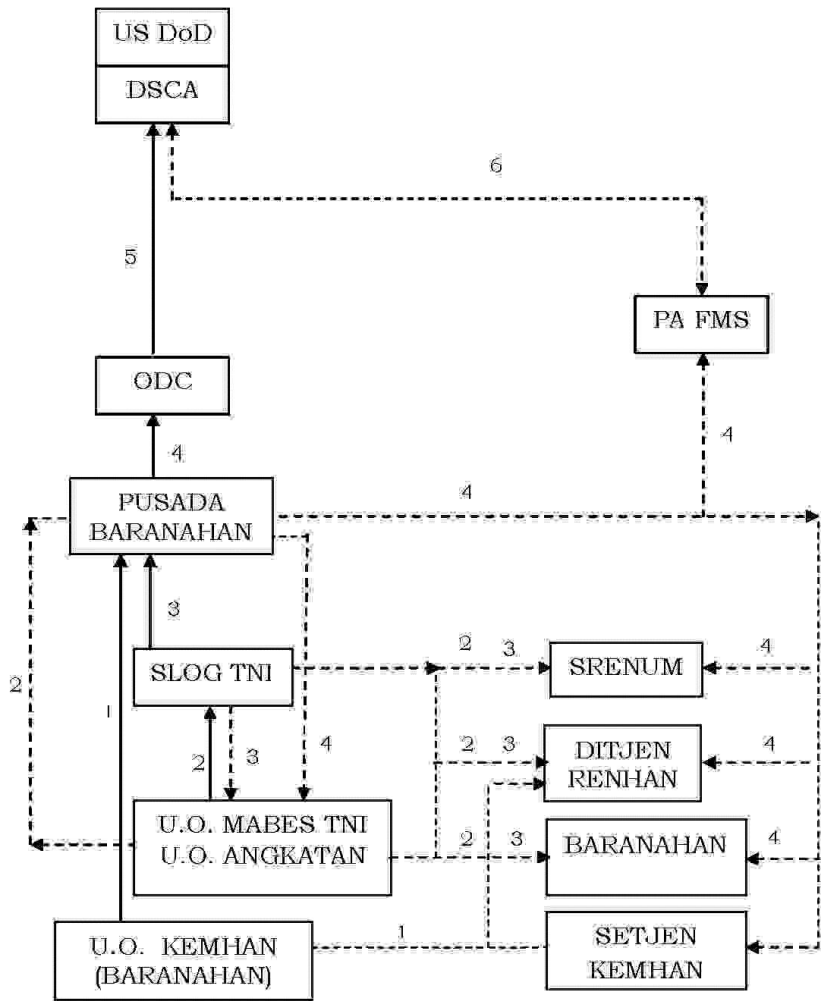 US DoD
DSCA
6
5
PA FMS
ODC
4
4
PUSADA
BARANAHAN
4
3
2
3
SLOG TNI
SRENUM
4
2
1
2
3
4
2
3
DITJEN
RENHAN
4
U.O. MABES TNI
U.O. ANGKATAN
2
3
BARANAHAN
4
U.O. KEMHAN
(BARANAHAN)
1
SETJEN
KEMHAN